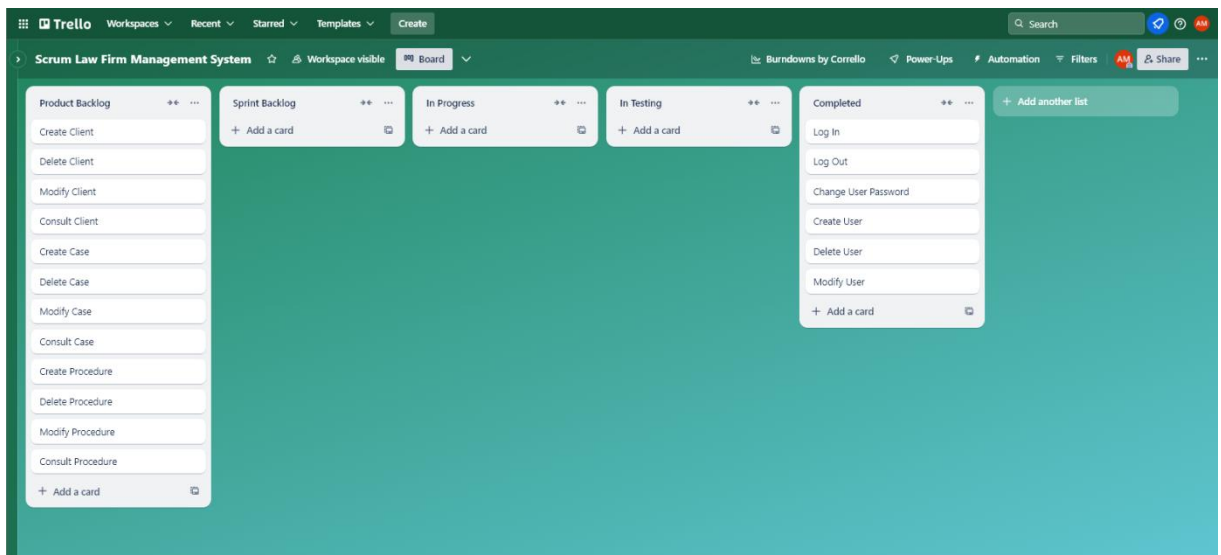 Trello Workspaces Recent Starred Templates Create Search AM
Scrum Law Firm Management System Workspace visible Board Burndowns by Corrello Power-Ups Automation Filters AM Share
Product Backlog
Create Client
Delete Client
Modify Client
Consult Client
Create Case
Delete Case
Modify Case
Consult Case
Create Procedure
Delete Procedure
Modify Procedure
Consult Procedure
+ Add a card
Sprint Backlog
+ Add a card
In Progress
+ Add a card
In Testing
+ Add a card
Completed
Log In
Log Out
Change User Password
Create User
Delete User
Modify User
+ Add a card
+ Add another list